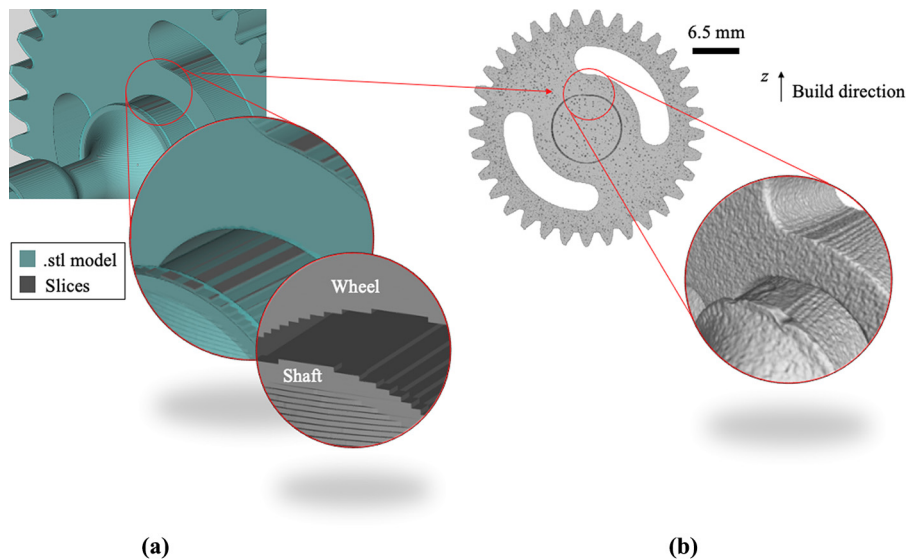 6.5 mm
z
Build direction
.stl model
Slices
Wheel
Shaft
(a)
(b)